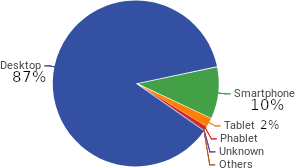 Desktop
87%
Smartphone
10%
Tablet 2%
Phablet
Unknown
Others